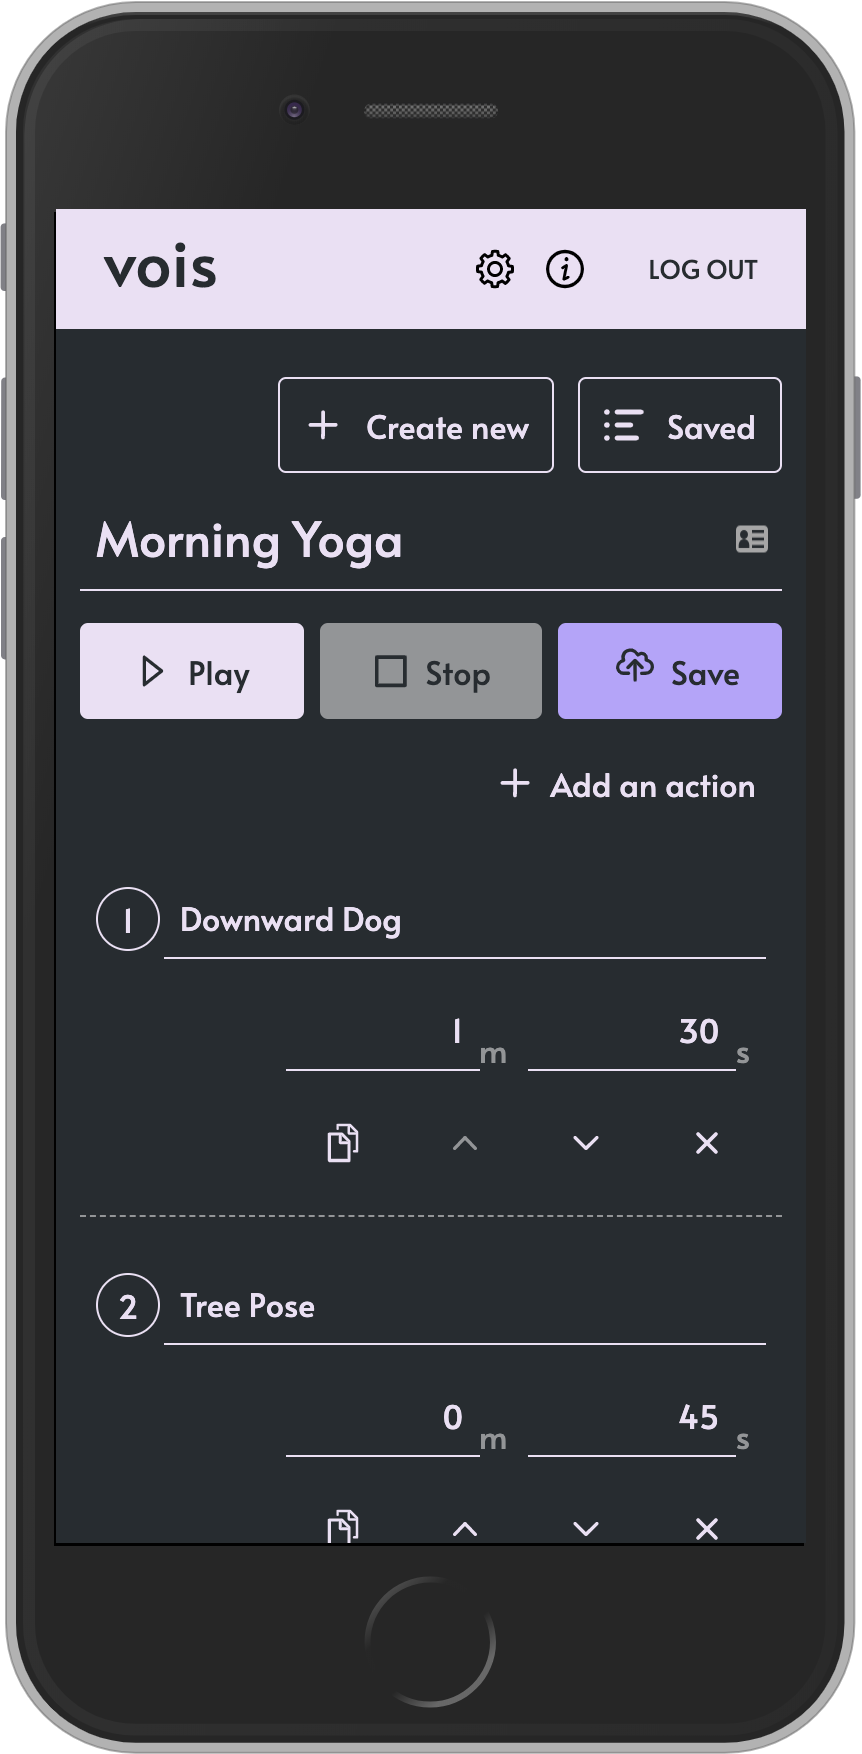 vois LOG OUT
Create new Saved
Morning Yoga
Play Stop Save
Add an action
1 Downward Dog
1 m 30 s
2 Tree Pose
0 m 45 s